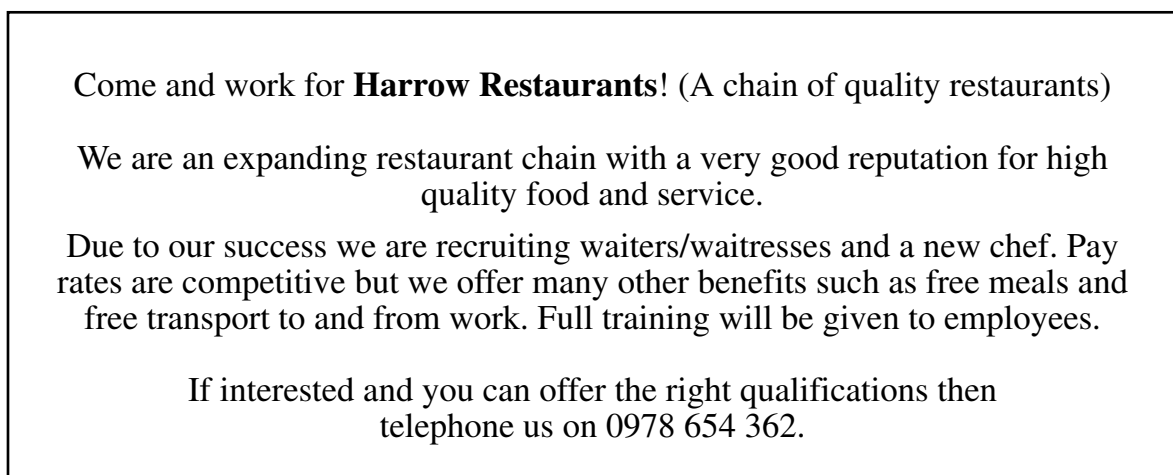 Come and work for Harrow Restaurants! (A chain of quality restaurants)
We are an expanding restaurant chain with a very good reputation for high
quality food and service.
Due to our success we are recruiting waiters/waitresses and a new chef. Pay
rates are competitive but we offer many other benefits such as free meals and
free transport to and from work. Full training will be given to employees.
If interested and you can offer the right qualifications then
telephone us on 0978 654 362.